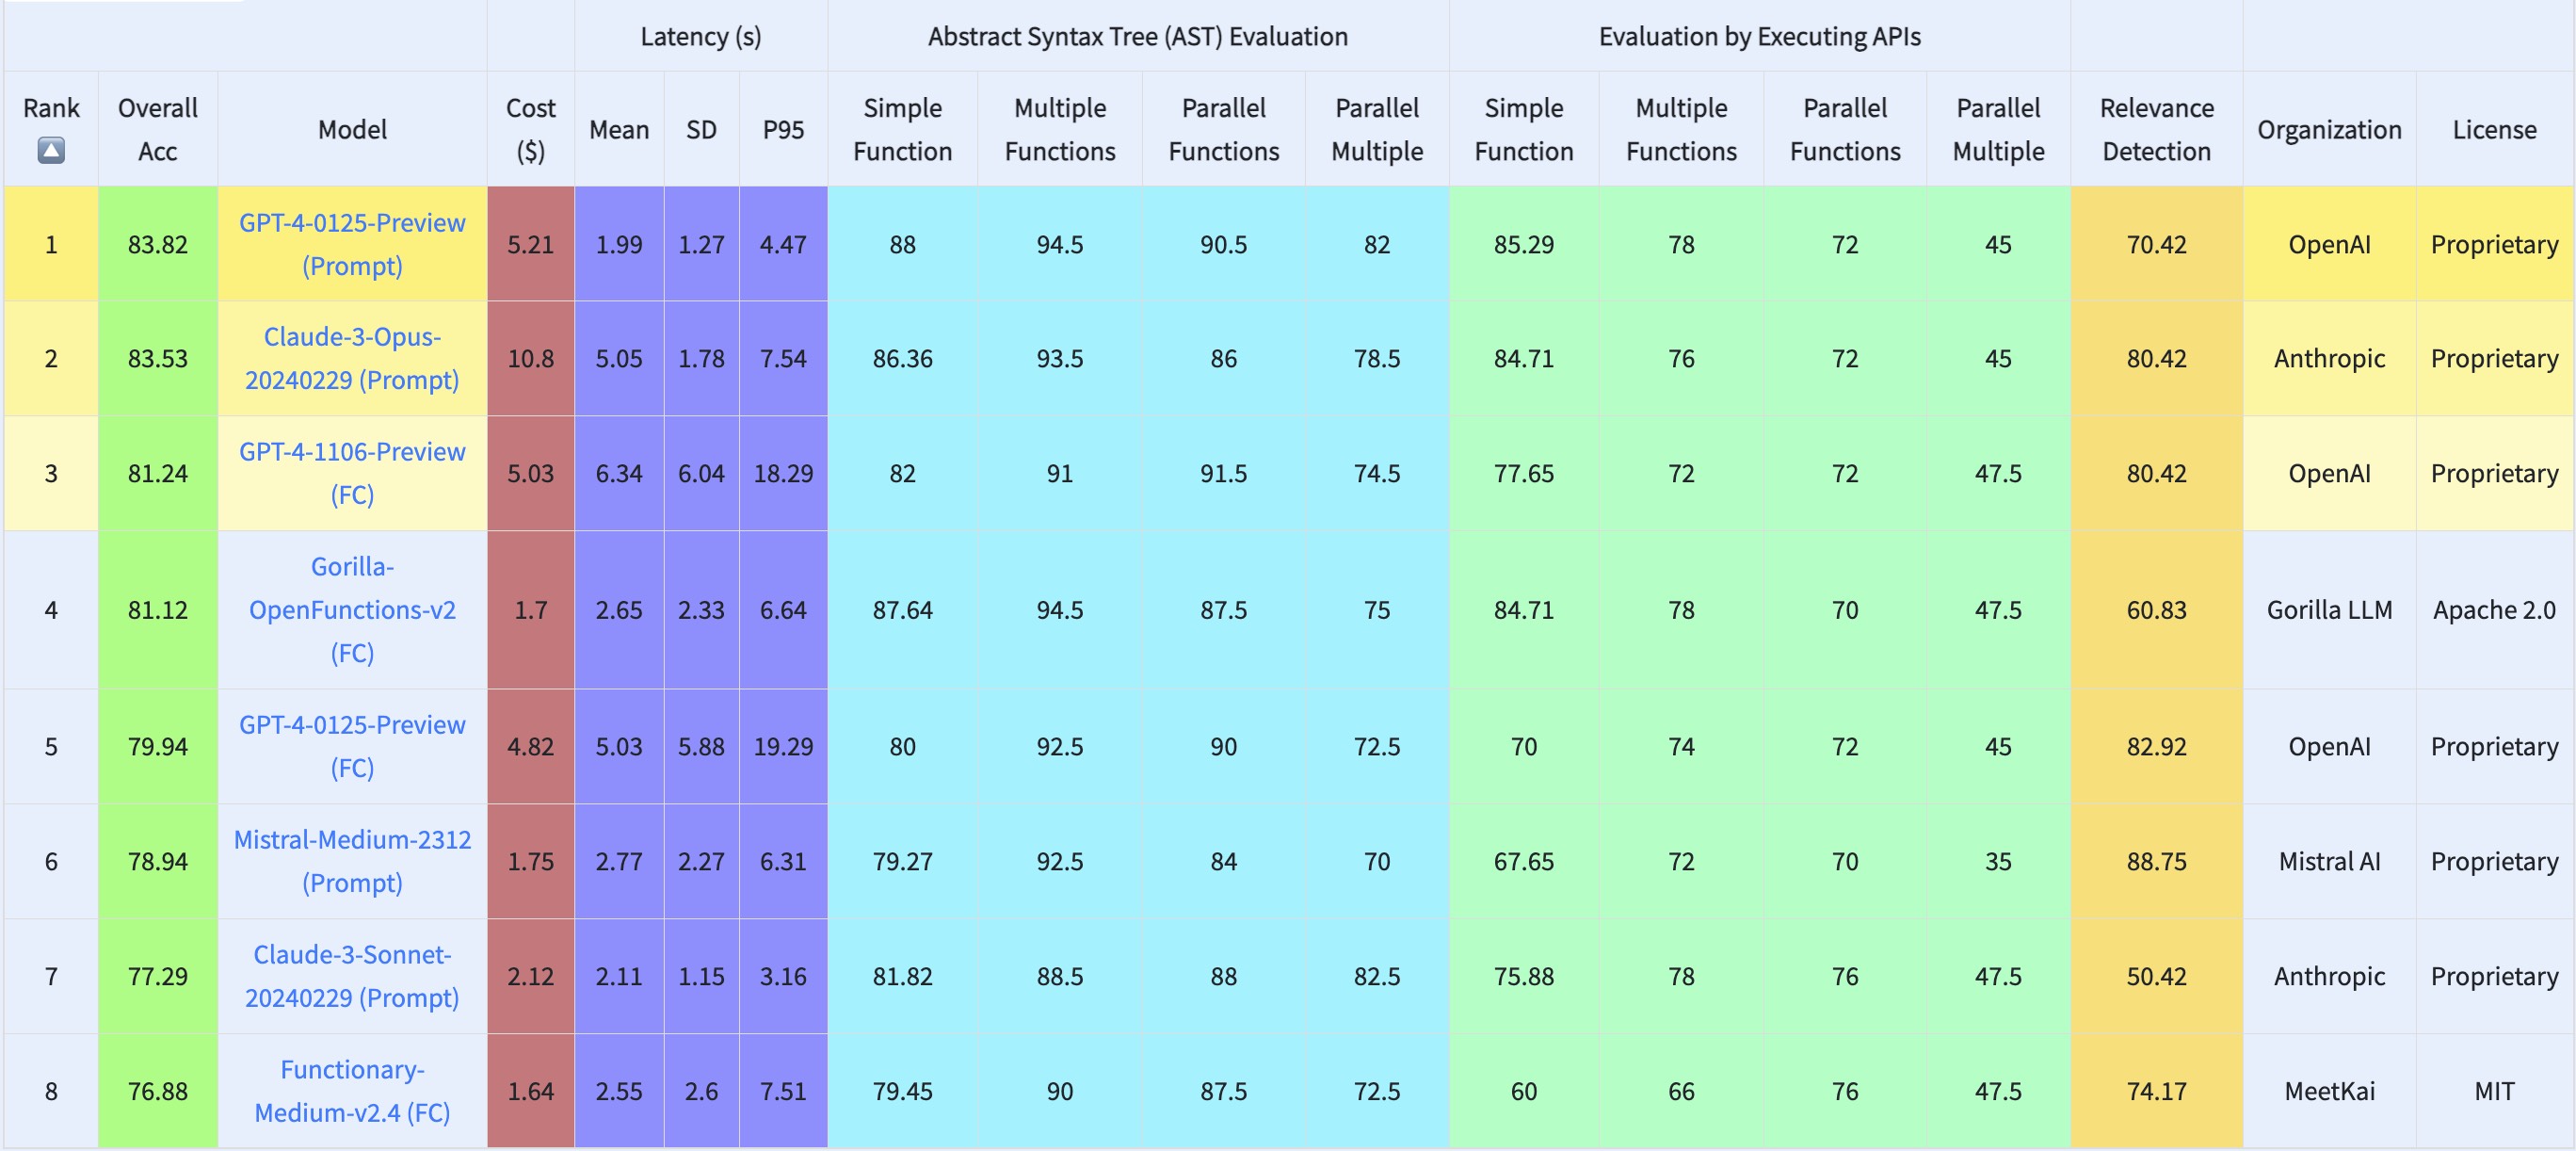 Latency (s) Abstract Syntax Tree (AST) Evaluation Evaluation by Executing APIs
Rank Overall Acc Model Cost ($) Mean SD P95 Simple Function Multiple Functions Parallel Functions Parallel Multiple Simple Function Multiple Functions Parallel Functions Parallel Multiple Relevance Detection Organization License
1 83.82 GPT-4-0125-Preview (Prompt) 5.21 1.99 1.27 4.47 88 94.5 90.5 82 85.29 78 72 45 70.42 OpenAI Proprietary
2 83.53 Claude-3-Opus-20240229 (Prompt) 10.8 5.05 1.78 7.54 86.36 93.5 86 78.5 84.71 76 72 45 80.42 Anthropic Proprietary
3 81.24 GPT-4-1106-Preview (FC) 5.03 6.34 6.04 18.29 82 91 91.5 74.5 77.65 72 72 47.5 80.42 OpenAI Proprietary
4 81.12 Gorilla-OpenFunctions-v2 (FC) 1.7 2.65 2.33 6.64 87.64 94.5 87.5 75 84.71 78 70 47.5 60.83 Gorilla LLM Apache 2.0
5 79.94 GPT-4-0125-Preview (FC) 4.82 5.03 5.88 19.29 80 92.5 90 72.5 70 74 72 45 82.92 OpenAI Proprietary
6 78.94 Mistral-Medium-2312 (Prompt) 1.75 2.77 2.27 6.31 79.27 92.5 84 70 67.65 72 70 35 88.75 Mistral AI Proprietary
7 77.29 Claude-3-Sonnet-20240229 (Prompt) 2.12 2.11 1.15 3.16 81.82 88.5 88 82.5 75.88 78 76 47.5 50.42 Anthropic Proprietary
8 76.88 Functionary-Medium-v2.4 (FC) 1.64 2.55 2.6 7.51 79.45 90 87.5 72.5 60 66 76 47.5 74.17 MeetKai MIT